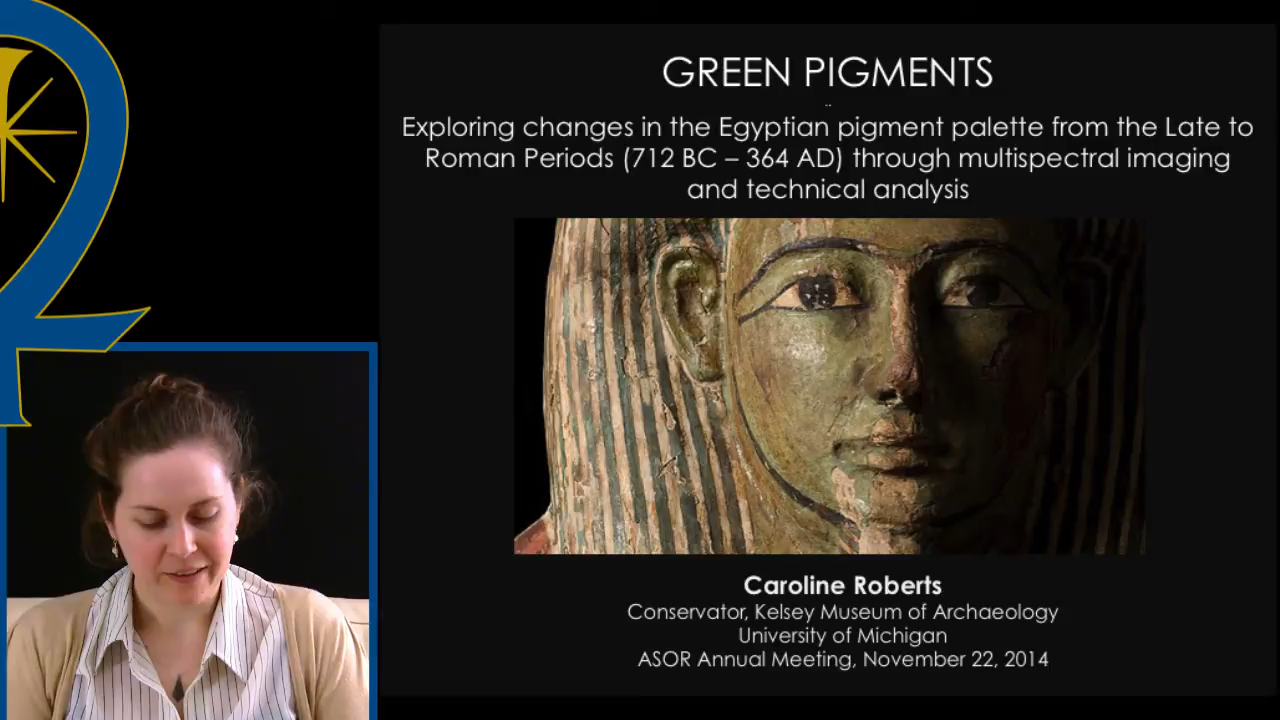 GREEN PIGMENTS
Exploring changes in the Egyptian pigment palette from the Late to
Roman Periods (712 BC – 364 AD) through multispectral imaging
and technical analysis
Caroline Roberts
Conservator, Kelsey Museum of Archaeology
University of Michigan
ASOR Annual Meeting, November 22, 2014